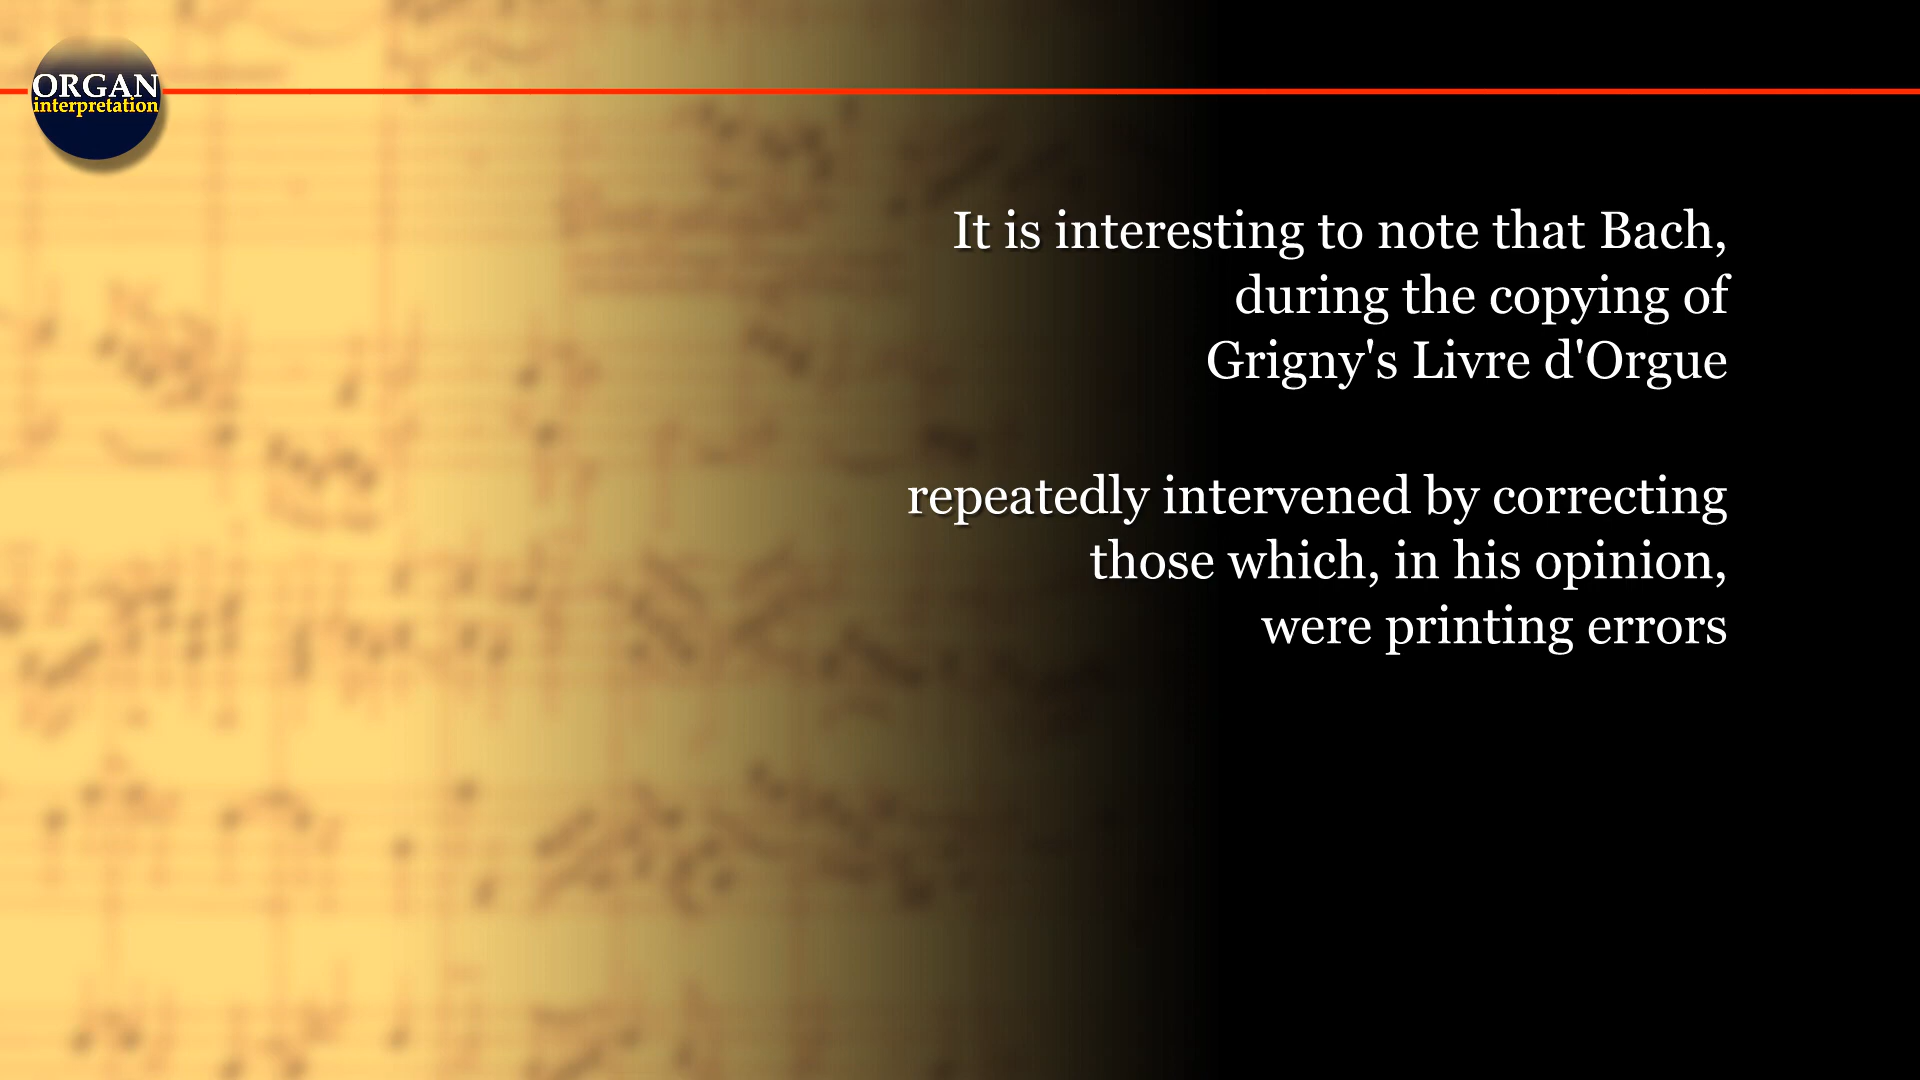 ORGAN
interpretation
It is interesting to note that Bach,
during the copying of
Grigny's Livre d'Orgue
repeatedly intervened by correcting
those which, in his opinion,
were printing errors